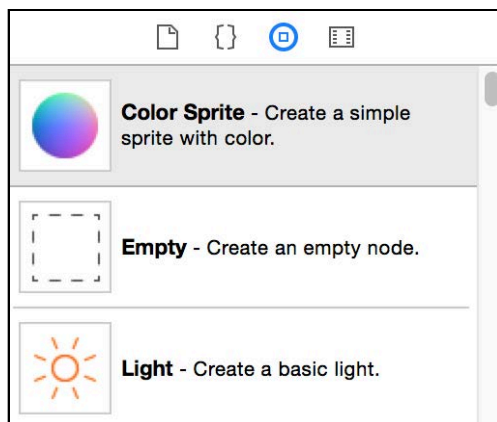 Color Sprite - Create a simple
sprite with color.
Empty - Create an empty node.
Light - Create a basic light.